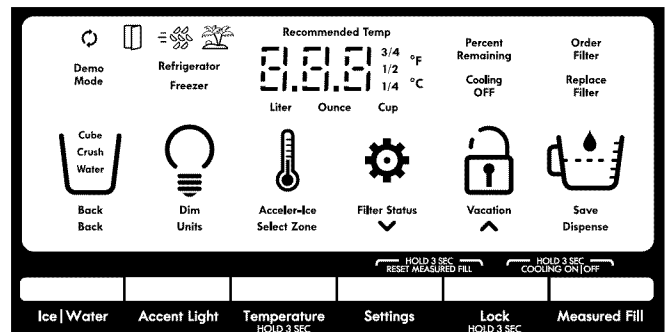 Recommended Temp
Demo
Mode
Refrigerator
Freezer
8.8.8
3/4
1/2
1/4
°F
°C
Percent
Remaining
Cooling
OFF
Order
Filter
Replace
Filter
Liter Ounce Cup
Cube
Crush
Water
Back
Back
Dim
Units
Acceler-Ice
Select Zone
Filter Status
Vacation
Save
Dispense
HOLD 3 SEC
RESET MEASURED FILL
HOLD 3 SEC
COOLING ON|OFF
Ice|Water
Accent Light
Temperature
HOLD 3 SEC
Settings
Lock
HOLD 3 SEC
Measured Fill